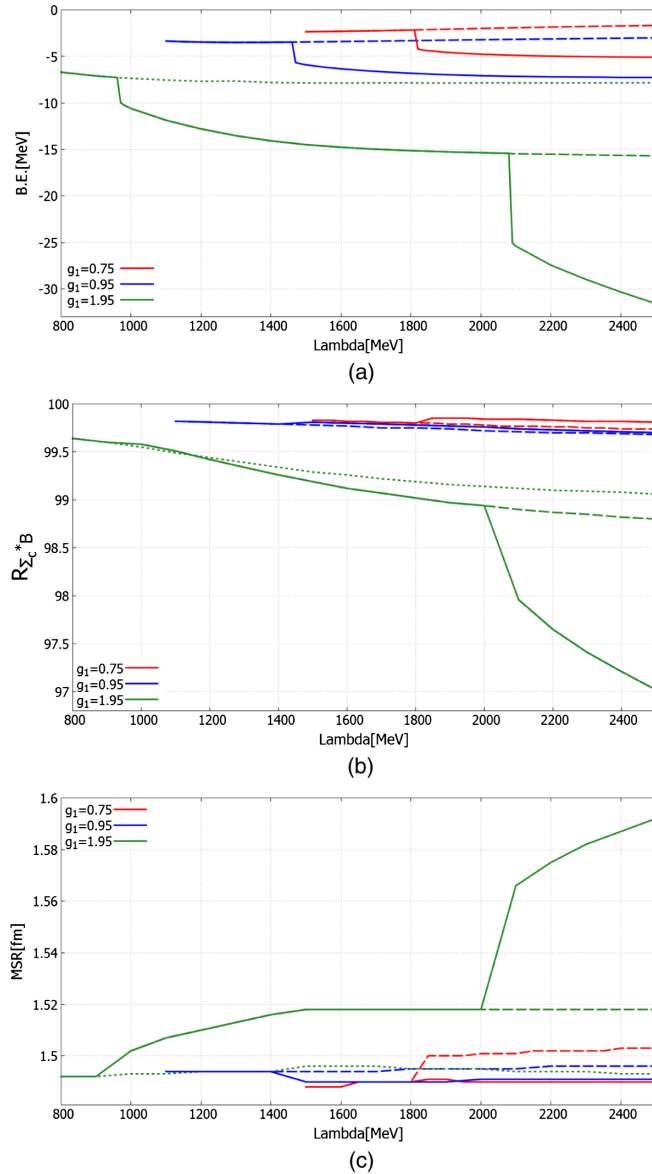 0
-5
-10
-15
-20
-25
-30
B.E.[MeV]
g₁=0.75
g₁=0.95
g₁=1.95
800 1000 1200 1400 1600 1800 2000 2200 2400
Lambda[MeV]
(a)
100
99.5
99
98.5
98
97.5
97
R_{Σ_c*B}
g₁=0.75
g₁=0.95
g₁=1.95
800 1000 1200 1400 1600 1800 2000 2200 2400
Lambda[MeV]
(b)
1.6
1.58
1.56
1.54
1.52
1.5
MSR[fm]
g₁=0.75
g₁=0.95
g₁=1.95
800 1000 1200 1400 1600 1800 2000 2200 2400
Lambda[MeV]
(c)